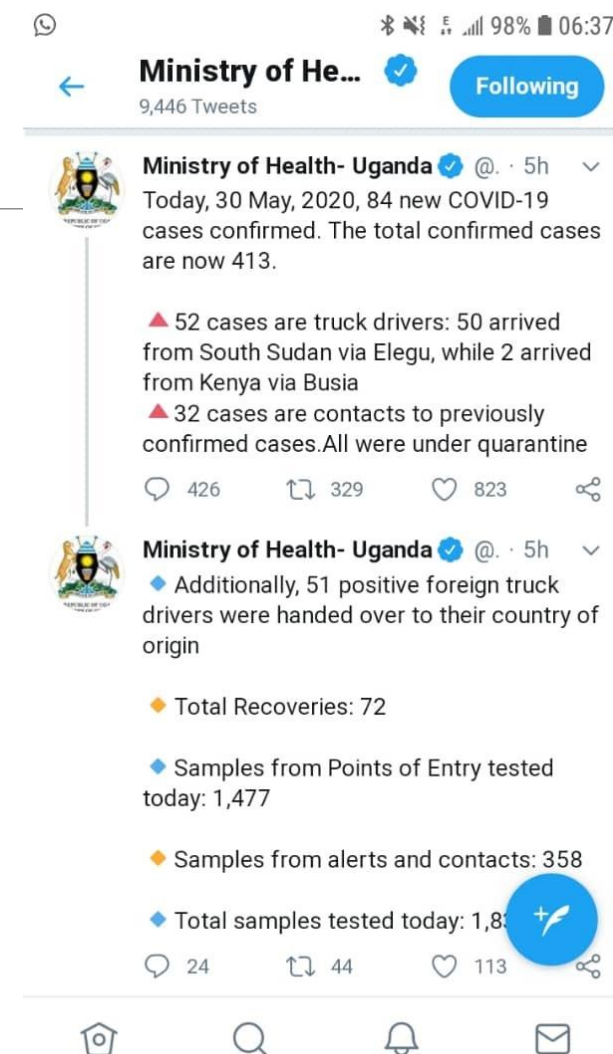 98% 06:37
Ministry of He...
Following
9,446 Tweets
Ministry of Health- Uganda @. · 5h
Today, 30 May, 2020, 84 new COVID-19
cases confirmed. The total confirmed cases
are now 413.
🔺52 cases are truck drivers: 50 arrived
from South Sudan via Elegu, while 2 arrived
from Kenya via Busia
🔺32 cases are contacts to previously
confirmed cases.All were under quarantine
426 329 823
Ministry of Health- Uganda @. · 5h
🔹Additionally, 51 positive foreign truck
drivers were handed over to their country of
origin
🔸Total Recoveries: 72
🔹Samples from Points of Entry tested
today: 1,477
🔸Samples from alerts and contacts: 358
🔹Total samples tested today:
24 44 113